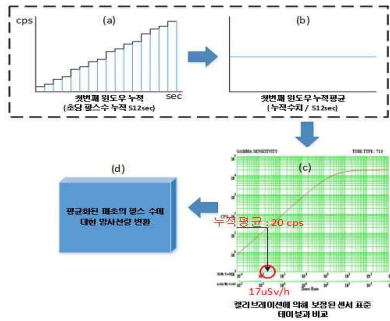 (a)
(b)
cps
sec
첫번째 윈도우 누적
(초당 펄스수 누적 512sec)
첫번째 윈도우 누적평균
(누적수치 / 512sec)
(d)
(c)
GAMMA SENSITIVITY
TUBE TYPE: 713
평균화된 매초의 펄스 수에
대한 방사선량 변환
누적평균 : 20 cps
17uSv/h
캘리브레이션에 의해 보정된 센서 표준
테이블과 비교